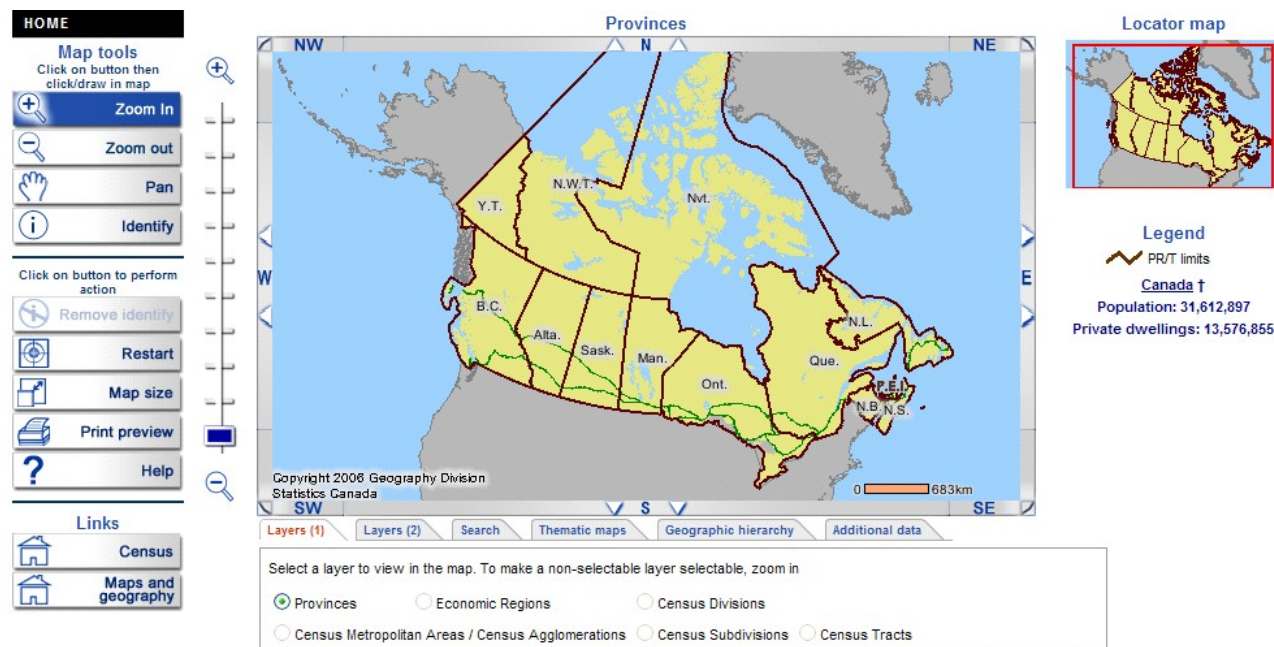 HOME
Map tools
Click on button then
click/draw in map
Zoom In
Zoom out
Pan
Identify
Click on button to perform
action
Remove identify
Restart
Map size
Print preview
Help
Links
Census
Maps and
geography
Provinces
NW
N
NE
W
E
SW
S
SE
Y.T.
N.W.T.
Nvt.
B.C.
Alta.
Sask.
Man.
Ont.
Que.
N.L.
P.E.I.
N.B.
N.S.
Copyright 2006 Geography Division
Statistics Canada
0 683km
Layers (1)
Layers (2)
Search
Thematic maps
Geographic hierarchy
Additional data
Select a layer to view in the map. To make a non-selectable layer selectable, zoom in
Provinces
Economic Regions
Census Divisions
Census Metropolitan Areas / Census Agglomerations
Census Subdivisions
Census Tracts
Locator map
Legend
PR/T limits
Canada †
Population: 31,612,897
Private dwellings: 13,576,855